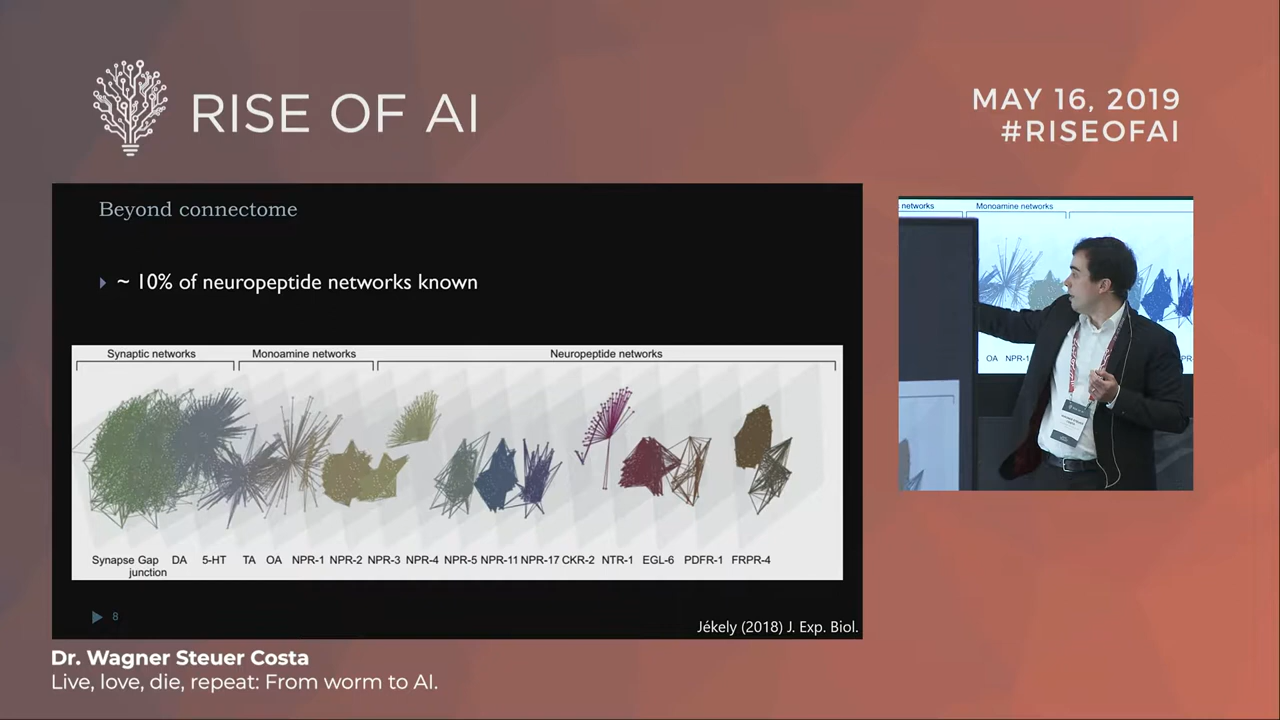 RISE OF AI
MAY 16, 2019
#RISEOFAI
Beyond connectome
~ 10% of neuropeptide networks known
Synaptic networks
Monoamine networks
Neuropeptide networks
Synapse Gap junction DA 5-HT TA OA NPR-1 NPR-2 NPR-3 NPR-4 NPR-5 NPR-11 NPR-17 CKR-2 NTR-1 EGL-6 PDFR-1 FRPR-4
8
Jékely (2018) J. Exp. Biol.
networks
Monoamine networks
OA NPR-1
Dr. Wagner Steuer Costa
Live, love, die, repeat: From worm to AI.